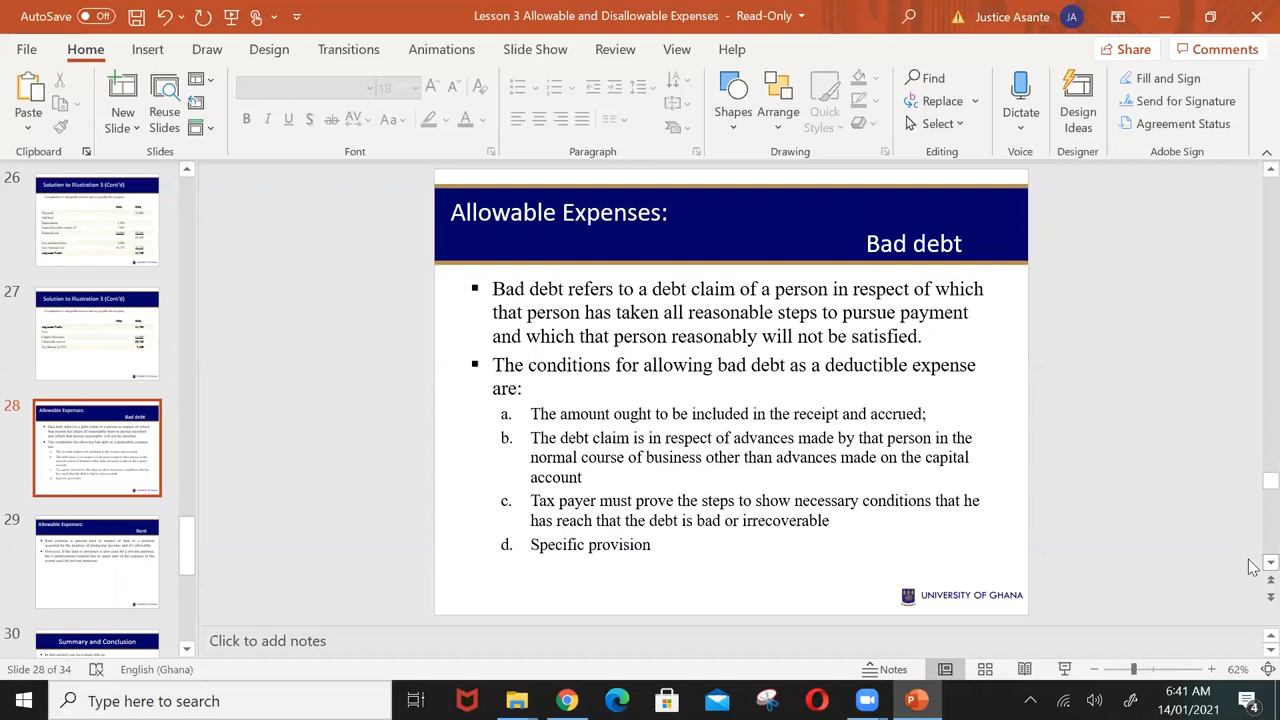 AutoSave Off
Lesson 3 Allowable Expenses - Read-Only
Justice Asante JA
File Home Insert Draw Design Transitions Animations Slide Show Review View Help Share Comments
Paste New Slide Reuse Slides
18
Shapes Arrange Quick Styles
Find
Replace
Select
Dictate
Design Ideas
Fill and Sign
Send for Signature
Agreement Status
Clipboard Slides Font Paragraph Drawing Editing Voice Designer Adobe Sign
26
Solution to Illustration 3 (Cont'd)
27
Solution to Illustration 3 (Cont'd)
28
Allowable Expenses:
Bad debt
29
Allowable Expenses:
Rent
30
Summary and Conclusion
Allowable Expenses:
Bad debt
▪ Bad debt refers to a debt claim of a person in respect of which
that person has taken all reasonable steps to pursue payment
and which that person reasonably will not be satisfied.
▪ The conditions for allowing bad debt as a deductible expense
are:
a. The amount ought to be included in the receipt and accrued;
The debt claim is in respect of made by that person in the
course of business other on the
account
c. Tax payer must prove the steps to show necessary conditions that he
has reach that the debt is bad or
Specific provision
UNIVERSITY OF GHANA
Click to add notes
Slide 28 of 34 English (Ghana) Notes 62%
Type here to search
6:41 AM
14/01/2021
4